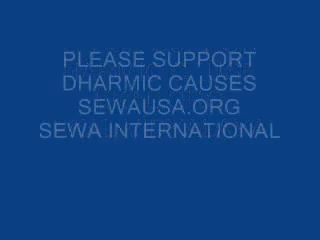 PLEASE SUPPORT
DHARMIC CAUSES
SEWAUSA.ORG
SEWA INTERNATIONAL